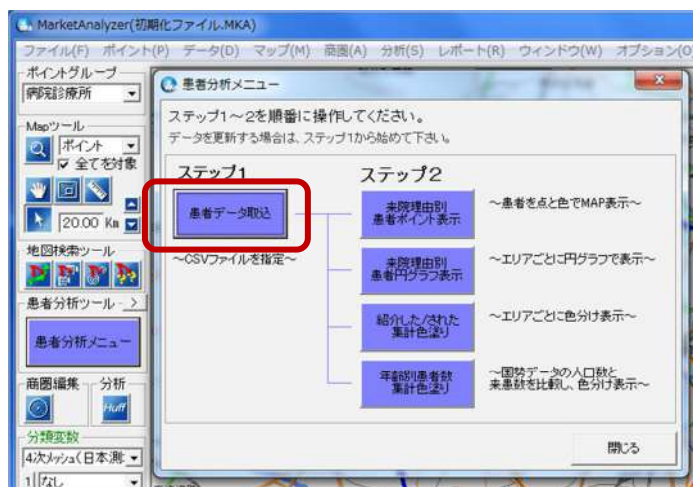 MarketAnalyzer(初期化ファイル.MKA)
ファイル(F) ポイント(P) データ(D) マップ(M) 商圏(A) 分析(S) レポート(R) ウィンドウ(W) オプション(O
ポイントグループ
病院診療所
Mapツール
ポイント
全てを対象
20.00 Km
地図検索ツール
患者分析ツール >
患者分析メニュー
商圏編集 分析
Huff
分類変数
4次メッシュ(日本測
1 なし
患者分析メニュー
ステップ1～2を順番に操作してください。
データを更新する場合は、ステップ1から始めて下さい。
ステップ1
患者データ取込
～CSVファイルを指定～
ステップ2
来院理由別
患者ポイント表示
～患者を点と色でMAP表示～
来院理由別
患者円グラフ表示
～エリアごとに円グラフで表示～
紹介した/された
集計色塗り
～エリアごとに色分け表示～
年齢別患者数
集計色塗り
～国勢データの人口数と
来患数を比較し、色分け表示～
閉じる